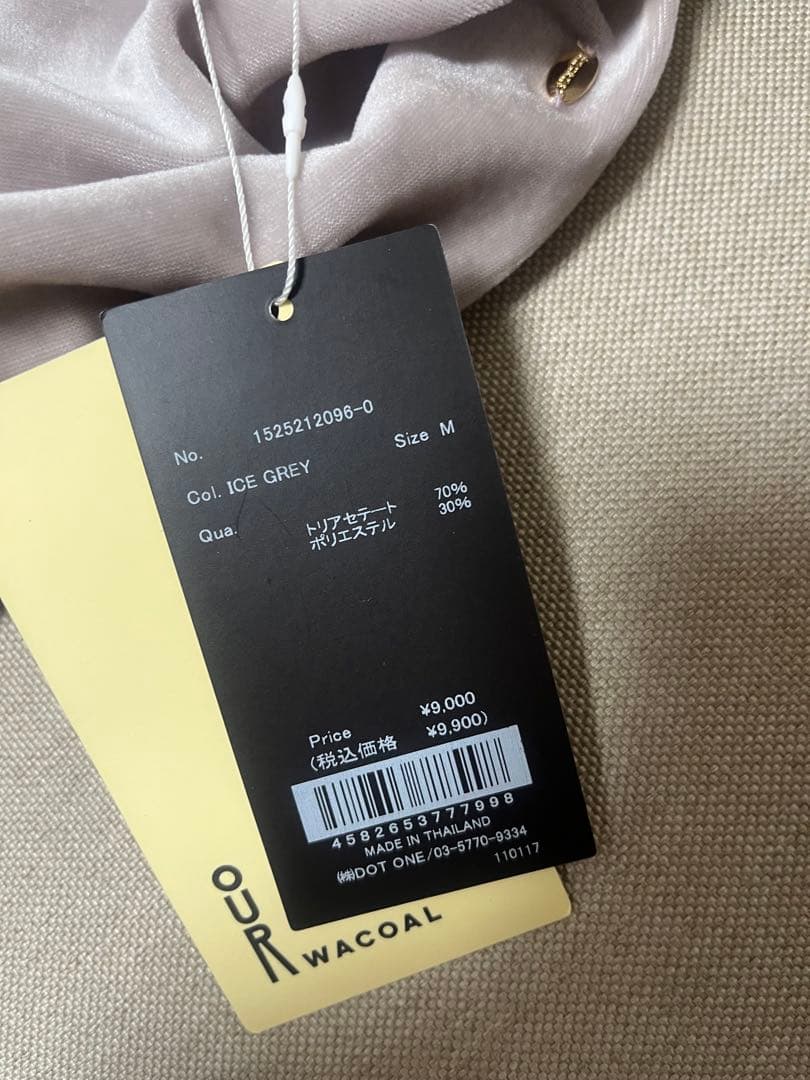 No. 1525212096-0
Size M
Col. ICE GREY
Qua. トリアセテート 70%
ポリエステル 30%
Price ¥9,000
(税込価格 ¥9,900)
4582653777998
MADE IN THAILAND
㈱DOT ONE/03-5770-9334
110117
OUR WACOAL